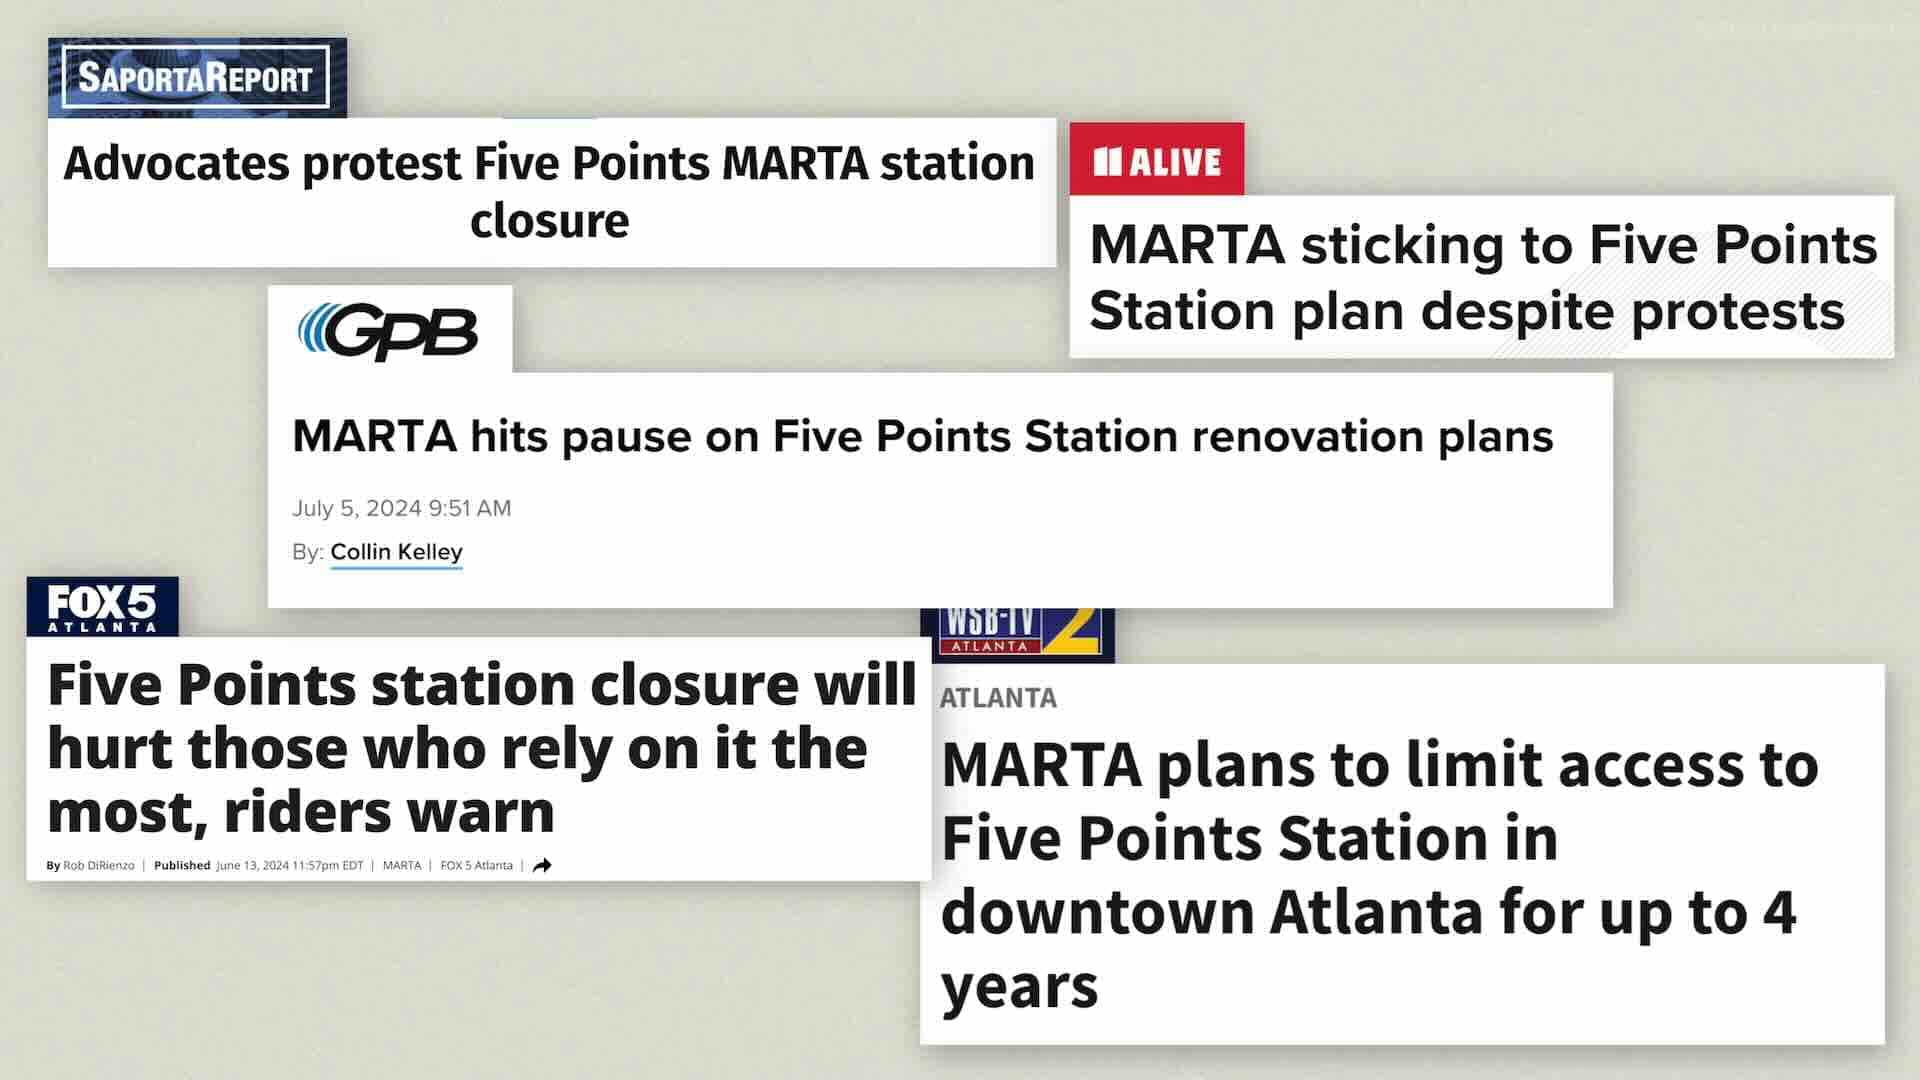 SAPORTAREPORT
Advocates protest Five Points MARTA station
closure
11 ALIVE
MARTA sticking to Five Points
Station plan despite protests
GPB
MARTA hits pause on Five Points Station renovation plans
July 5, 2024 9:51 AM
By: Collin Kelley
FOX 5
ATLANTA
Five Points station closure will
hurt those who rely on it the
most, riders warn
By Rob DiRienzo | Published June 13, 2024 11:57pm EDT | MARTA | FOX 5 Atlanta |
WSB-TV 2
ATLANTA
ATLANTA
MARTA plans to limit access to
Five Points Station in
downtown Atlanta for up to 4
years